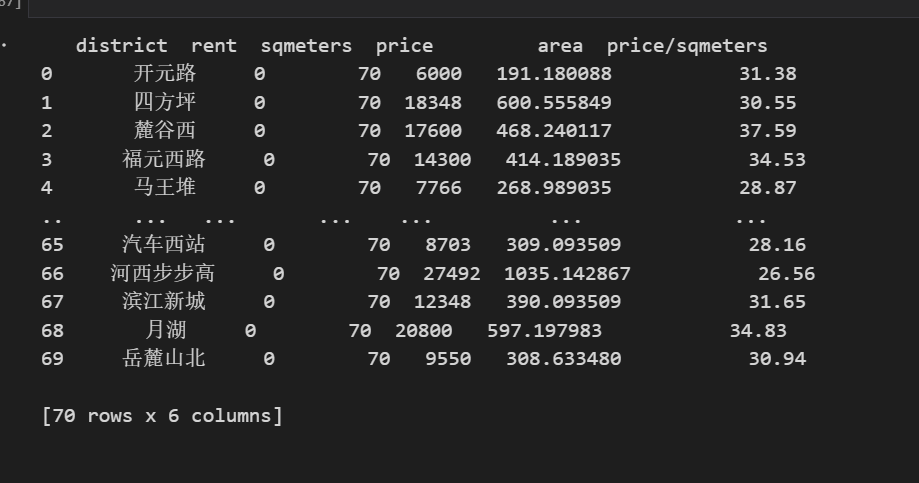 district rent sqmeters price area price/sqmeters
0 开元路 0 70 6000 191.180088 31.38
1 四方坪 0 70 18348 600.555849 30.55
2 麓谷西 0 70 17600 468.240117 37.59
3 福元西路 0 70 14300 414.189035 34.53
4 马王堆 0 70 7766 268.989035 28.87
.. ... ... ... ... ... ...
65 汽车西站 0 70 8703 309.093509 28.16
66 河西步步高 0 70 27492 1035.142867 26.56
67 滨江新城 0 70 12348 390.093509 31.65
68 月湖 0 70 20800 597.197983 34.83
69 岳麓山北 0 70 9550 308.633480 30.94
[70 rows x 6 columns]